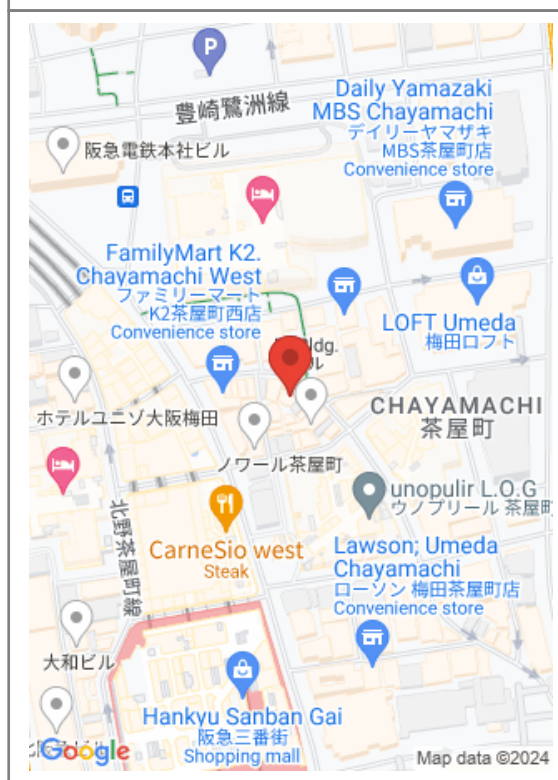 P
豊崎鷺洲線
Daily Yamazaki
MBS Chayamachi
デイリーヤマザキ
MBS茶屋町店
Convenience store
阪急電鉄本社ビル
FamilyMart K2.
Chayamachi West
ファミリーマート
K2茶屋町西店
Convenience store
LOFT Umeda
梅田ロフト
ldg.
ル
CHAYAMACHI
茶屋町
ホテルユニゾ大阪梅田
ノワール茶屋町
unopulir L.O.G
ウノプリール 茶屋町
北野茶屋町線
CarneSio west
Steak
Lawson; Umeda
Chayamachi
ローソン 梅田茶屋町店
Convenience store
大和ビル
Hankyu Sanban Gai
阪急三番街
Shopping mall
Google
Map data ©2024